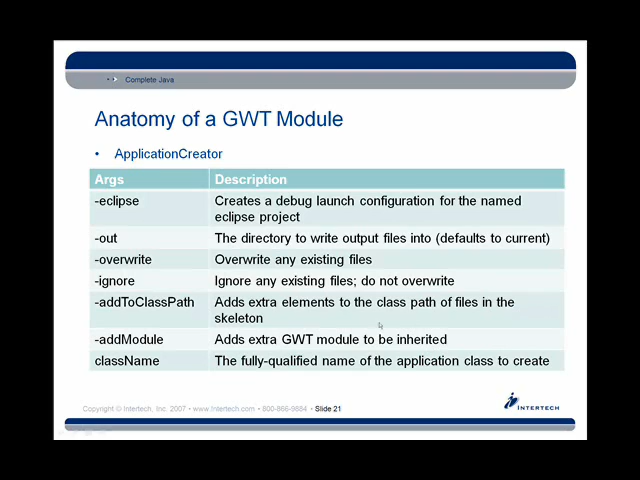 Complete Java
Anatomy of a GWT Module
• ApplicationCreator
Args Description
-eclipse Creates a debug launch configuration for the named
eclipse project
-out The directory to write output files into (defaults to current)
-overwrite Overwrite any existing files
-ignore Ignore any existing files; do not overwrite
-addToClassPath Adds extra elements to the class path of files in the
skeleton
-addModule Adds extra GWT module to be inherited
className The fully-qualified name of the application class to create
Copyright © Intertech, Inc. 2007 • www.Intertech.com • 800-866-9884 • Slide 21
INTERTECH